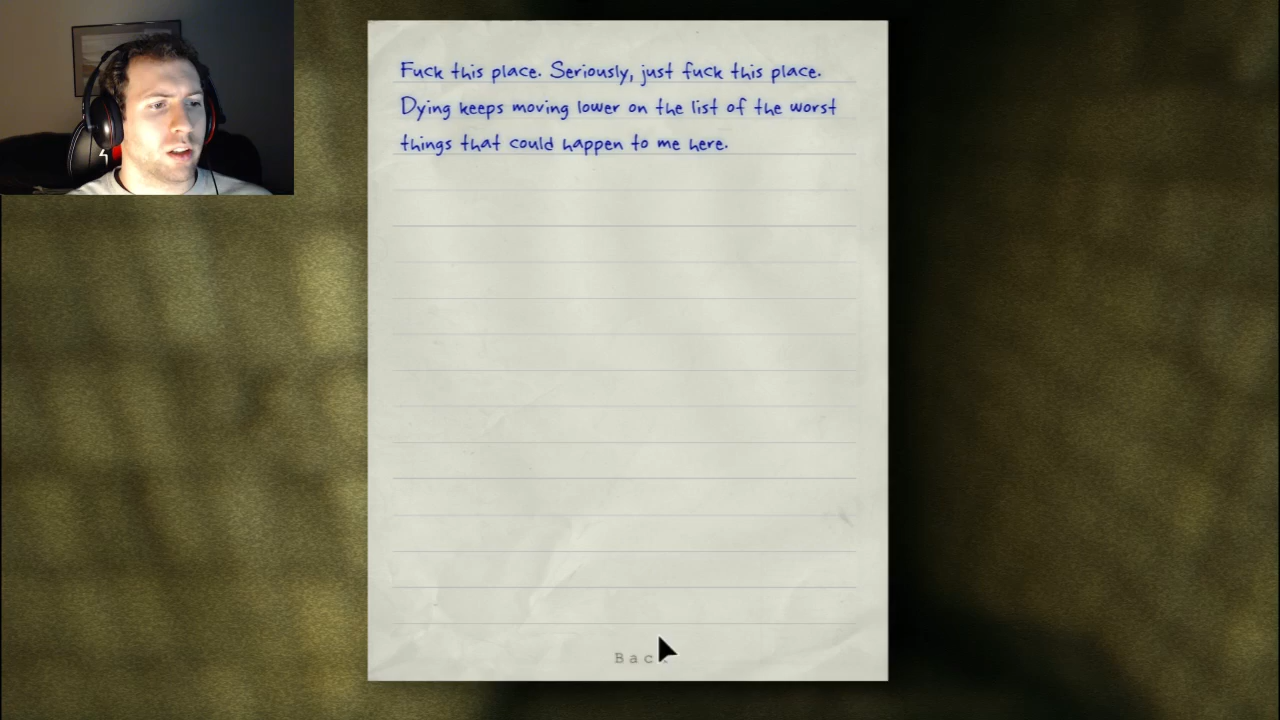 Fuck this place. Seriously, just fuck this place.
Dying keeps moving lower on the list of the worst
things that could happen to me here.
Back